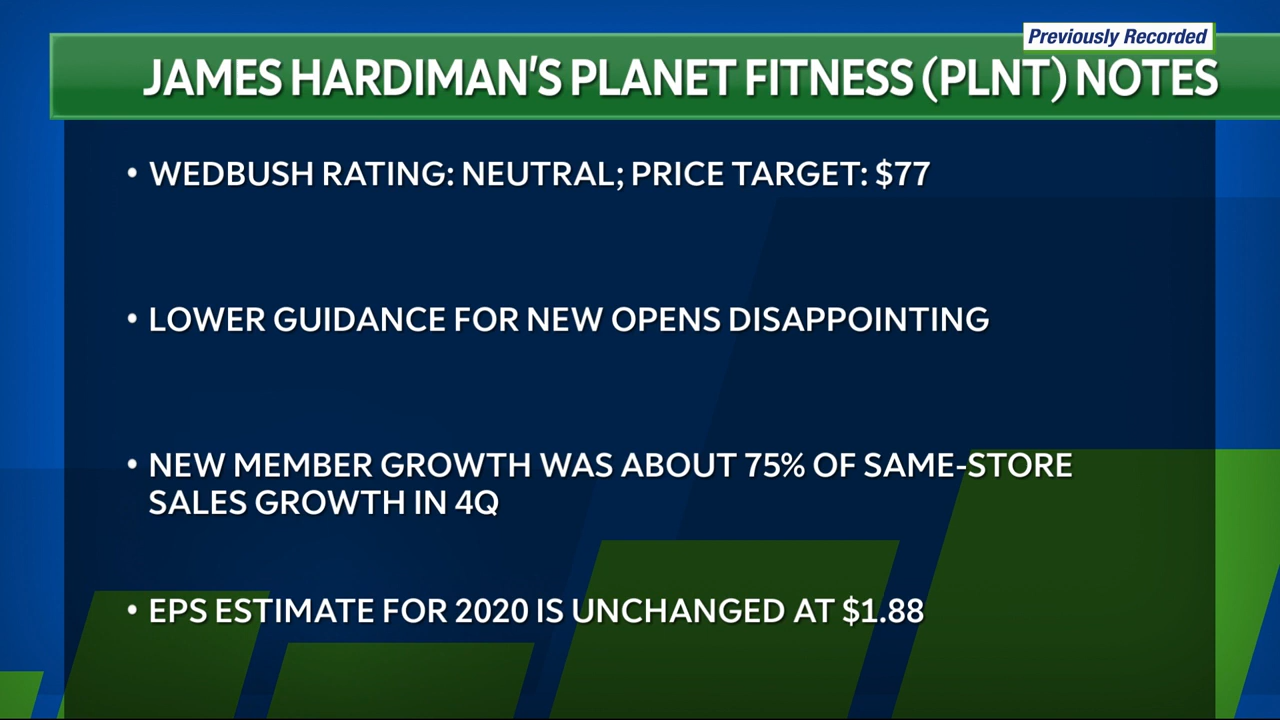 Previously Recorded
JAMES HARDIMAN'S PLANET FITNESS (PLNT) NOTES
• WEDBUSH RATING: NEUTRAL; PRICE TARGET: $77
• LOWER GUIDANCE FOR NEW OPENS DISAPPOINTING
• NEW MEMBER GROWTH WAS ABOUT 75% OF SAME-STORE
SALES GROWTH IN 4Q
• EPS ESTIMATE FOR 2020 IS UNCHANGED AT $1.88